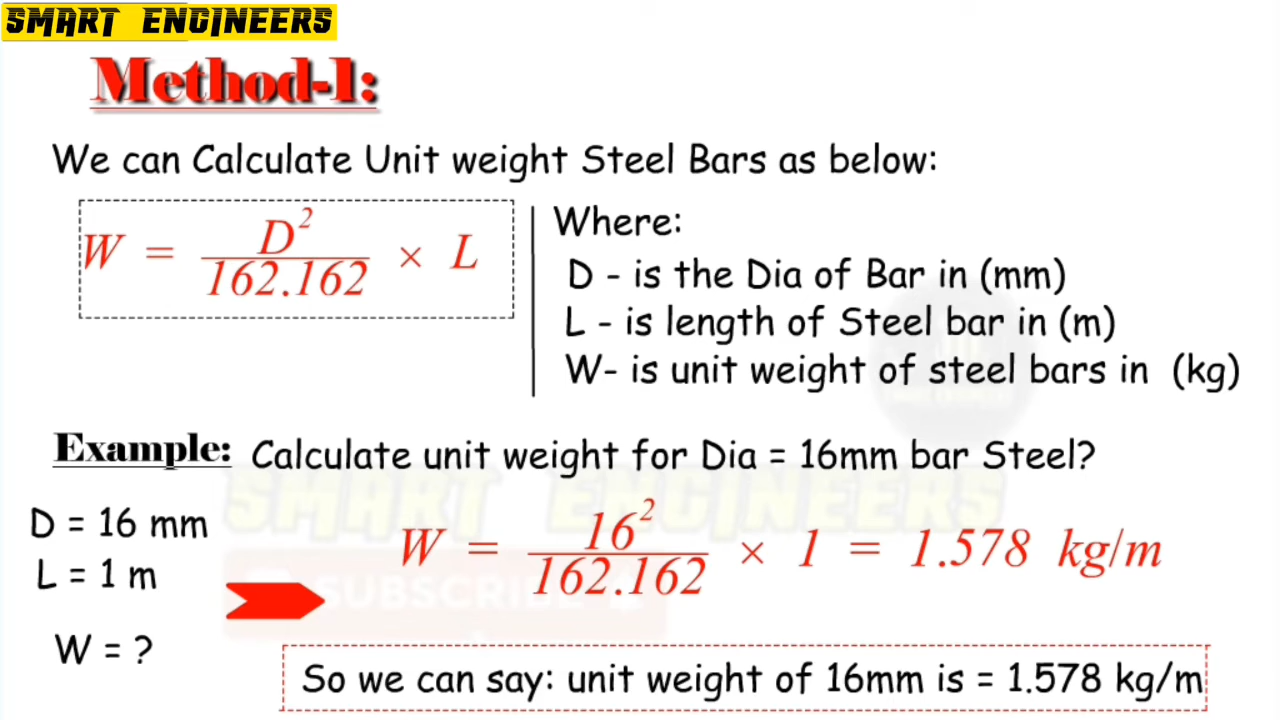 SMART ENGINEERS
Method-1:
We can Calculate Unit weight Steel Bars as below:
W = D² / 162.162 × L
Where:
D - is the Dia of Bar in (mm)
L - is length of Steel bar in (m)
W- is unit weight of steel bars in (kg)
Example: Calculate unit weight for Dia = 16mm bar Steel?
SMART ENGINEERS
D = 16 mm
L = 1 m
W = ?
W = 16² / 162.162 × 1 = 1.578 kg/m
SUBSCRIBE
So we can say: unit weight of 16mm is = 1.578 kg/m